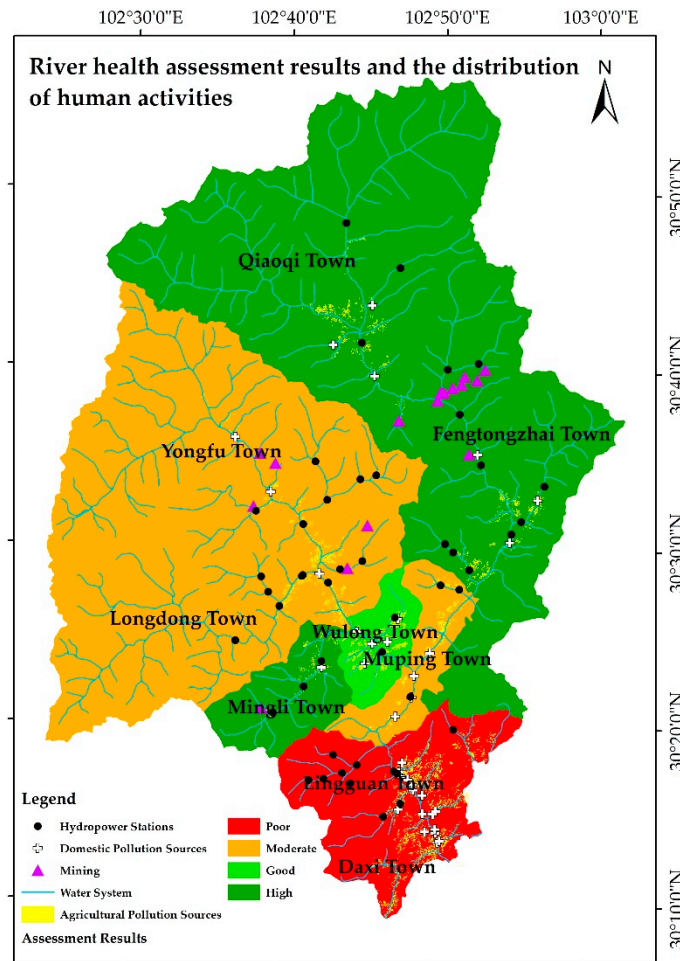 102°30'0"E 102°40'0"E 102°50'0"E 103°0'0"E
River health assessment results and the distribution
of human activities
N
30°50'0"N
Qiaoqi Town
30°40'0"N
Fengtongzhai Town
Yongfu Town
30°30'0"N
Longdong Town
Wulong Town
Muping Town
Mingli Town
30°20'0"N
Lingguan Town
Daxi Town
30°10'0"N
Legend
Hydropower Stations
Domestic Pollution Sources
Mining
Water System
Agricultural Pollution Sources
Assessment Results
Poor
Moderate
Good
High